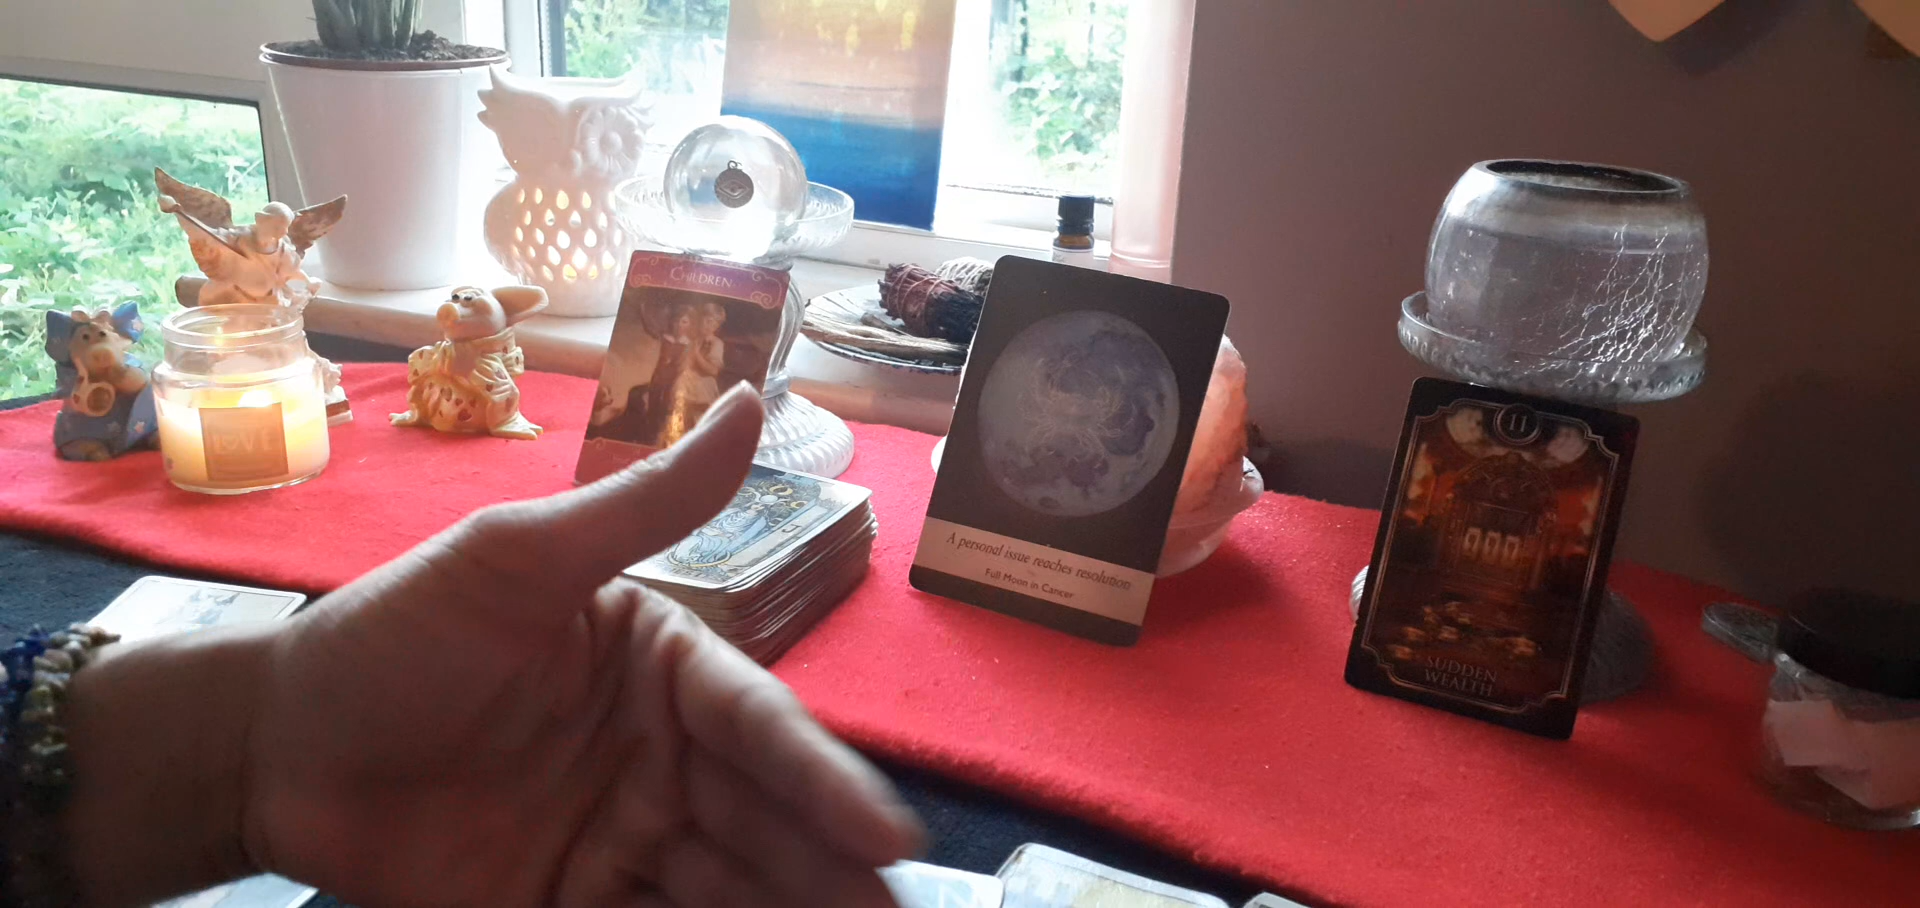 CHILDREN
LOVE
A personal issue reaches resolution
Full Moon in Cancer
11
SUDDEN
WEALTH